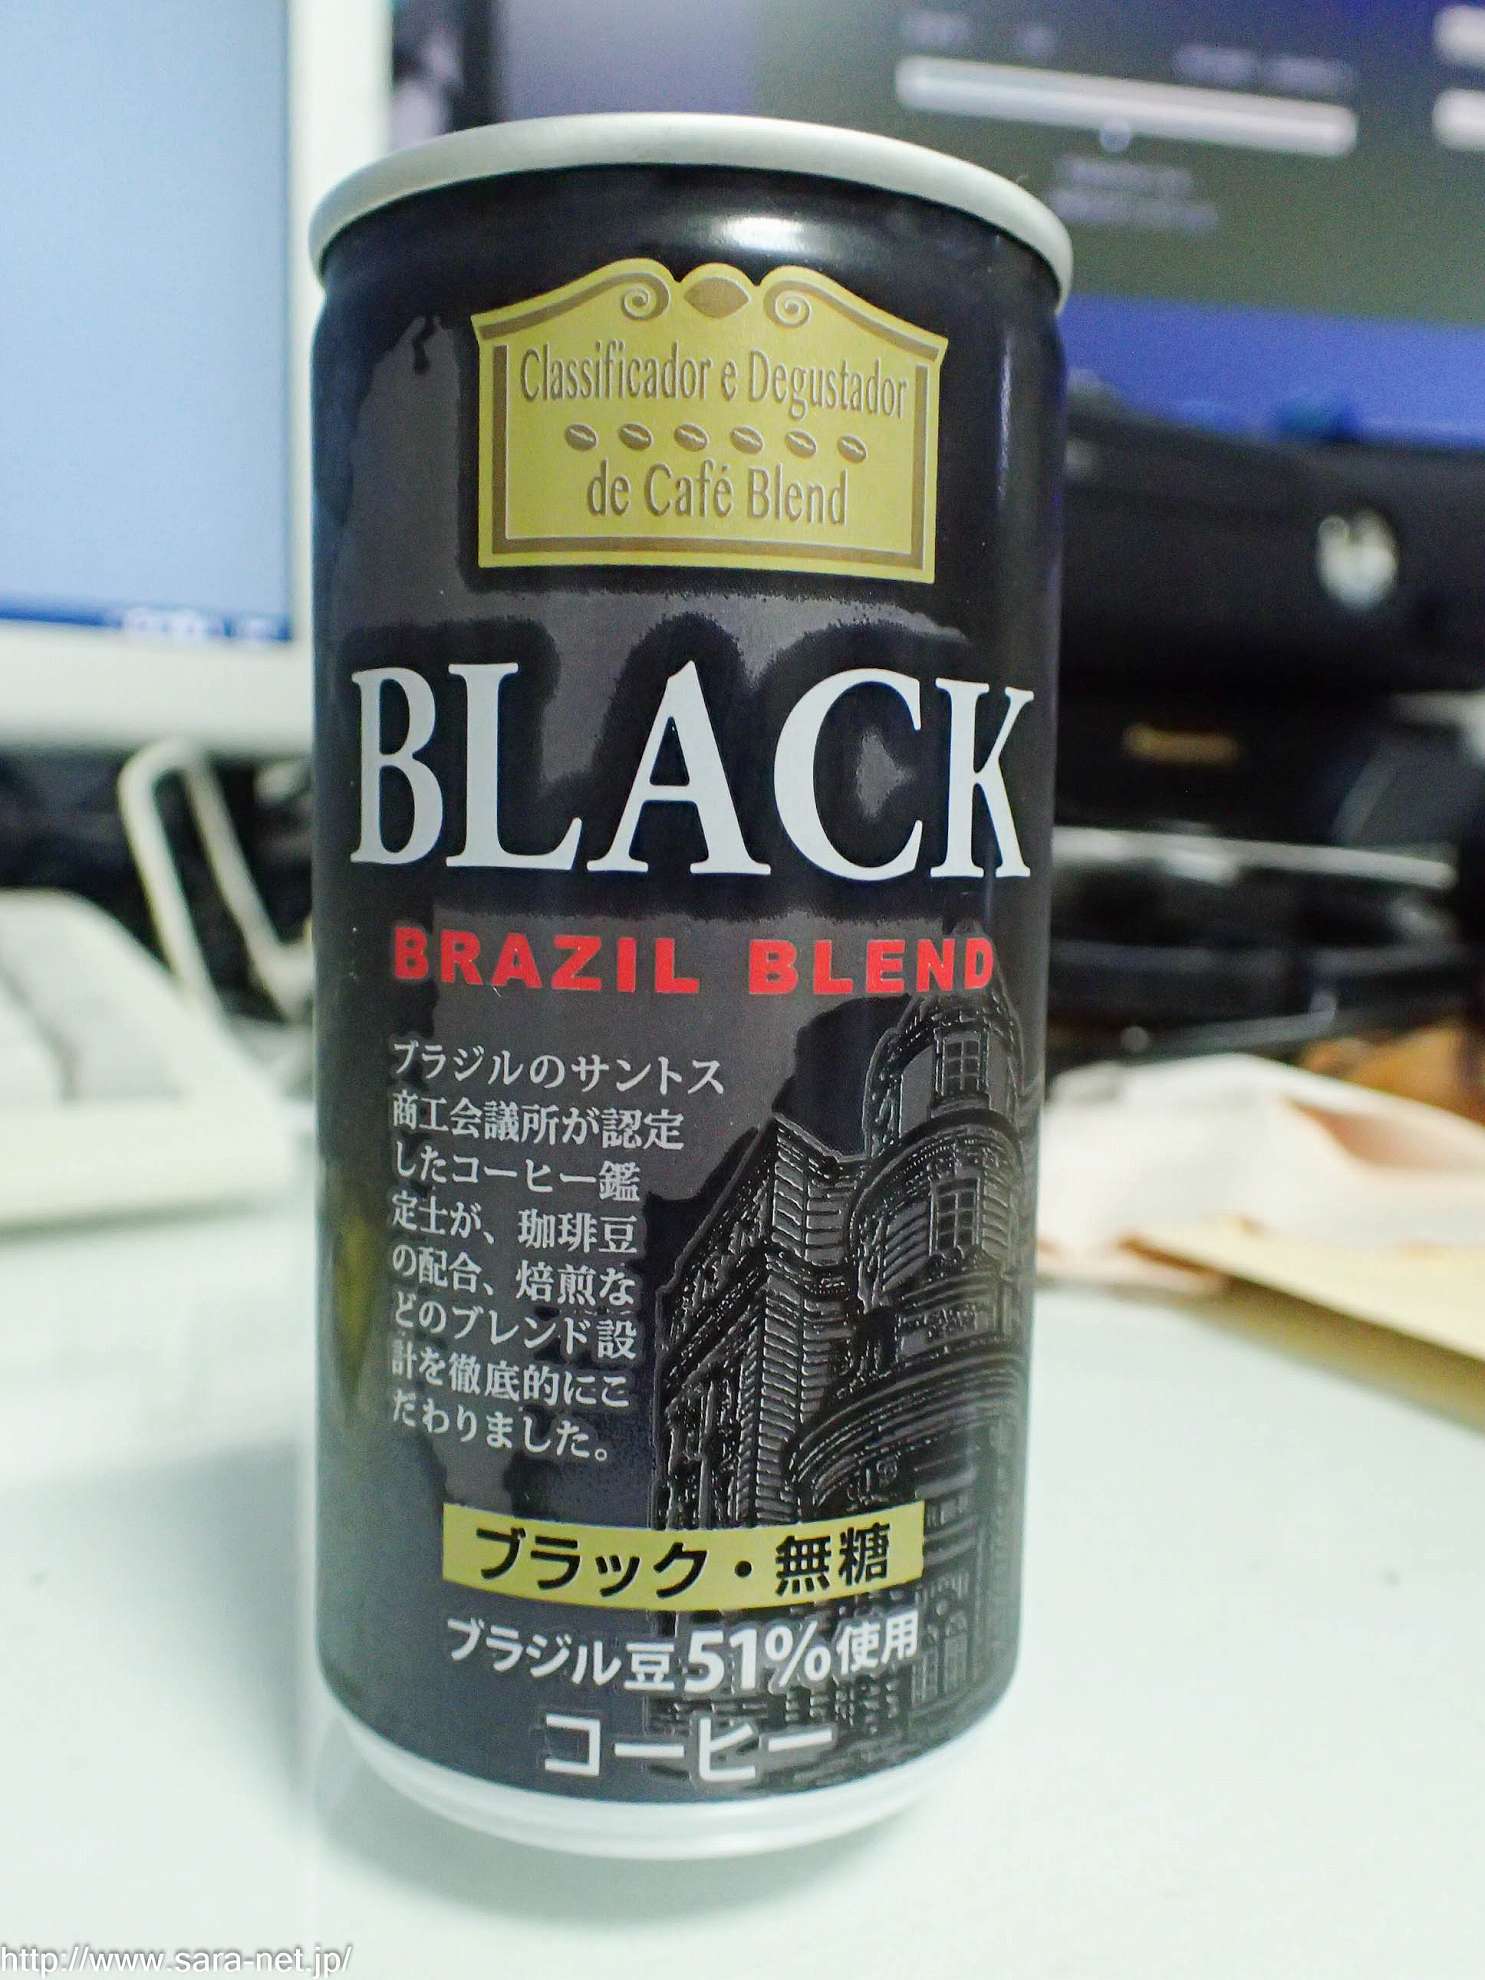 Classificador e Degustador
de Café Blend
BLACK
BRAZIL BLEND
ブラジルのサントス
商工会議所が認定
したコーヒー鑑
定士が、珈琲豆
の配合、焙煎な
どのブレンド設
計を徹底的にこ
だわりました。
ブラック・無糖
ブラジル豆51%使用
コーヒー
http://www.sara-net.jp/